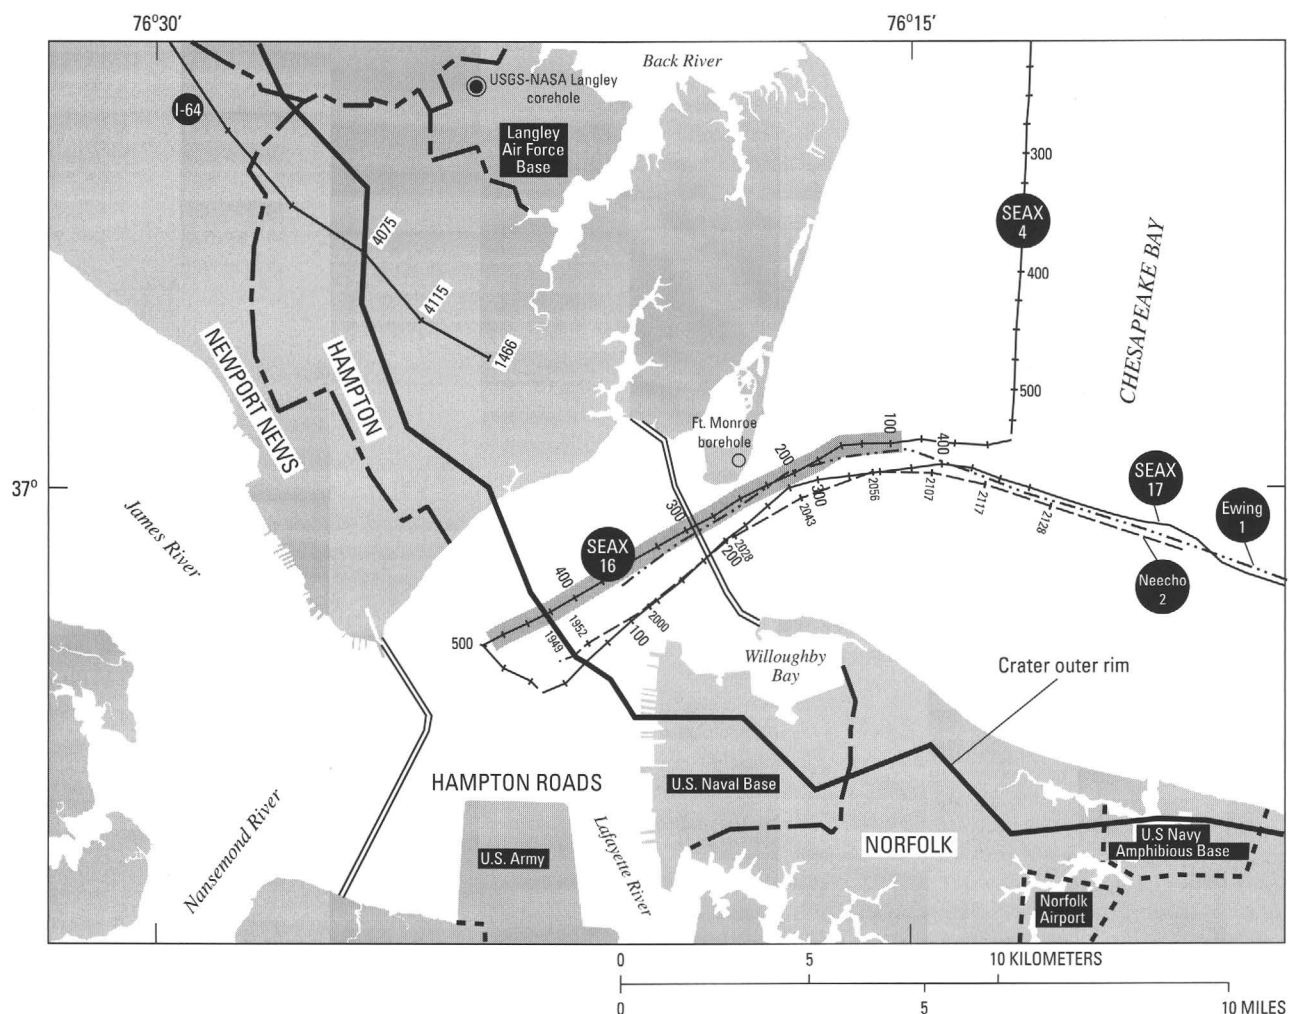 76°30'
76°15'
Back River
USGS-NASA Langley
corehole
I-64
Langley
Air Force
Base
300
SEAX
4
4075
400
4115
CHESAPEAKE BAY
NEWPORT NEWS
HAMPTON
1466
500
Ft. Monroe
borehole
100
200
400
37°
300
2056
2107
2117
2128
2043
SEAX
17
Ewing
1
James River
300
SEAX
16
2028
200
Neecho
2
400
1952
2000
1949
100
500
Willoughby
Bay
Crater outer rim
HAMPTON ROADS
U.S. Naval Base
Nansemond River
Lafayette River
U.S. Army
NORFOLK
U.S Navy
Amphibious Base
Norfolk
Airport
0 5 10 KILOMETERS
0 5 10 MILES